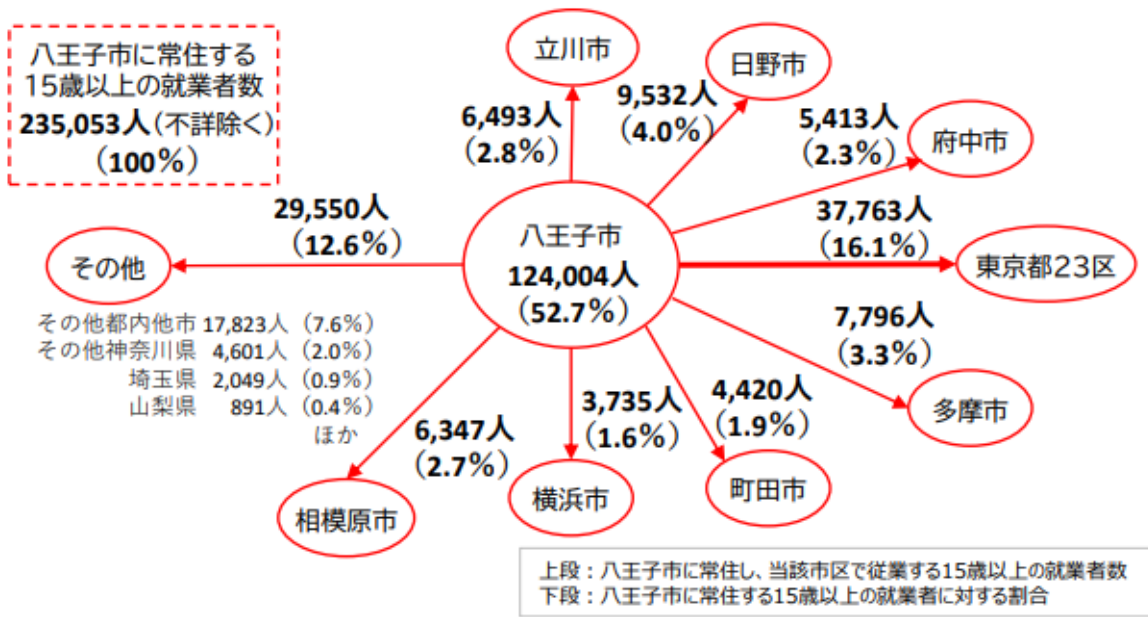 八王子市に常住する
15歳以上の就業者数
235,053人(不詳除く)
(100%)
立川市
6,493人
(2.8%)
日野市
9,532人
(4.0%)
府中市
5,413人
(2.3%)
東京都23区
37,763人
(16.1%)
八王子市
124,004人
(52.7%)
29,550人
(12.6%)
その他
その他都内他市 17,823人 (7.6%)
その他神奈川県 4,601人 (2.0%)
埼玉県 2,049人 (0.9%)
山梨県 891人 (0.4%)
ほか
7,796人
(3.3%)
多摩市
4,420人
(1.9%)
町田市
3,735人
(1.6%)
横浜市
6,347人
(2.7%)
相模原市
上段：八王子市に常住し、当該市区で従業する15歳以上の就業者数
下段：八王子市に常住する15歳以上の就業者に対する割合